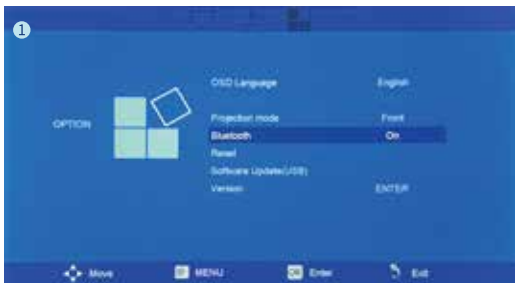 1
OSD Language English
Projection mode Front
OPTION
Bluetooth On
Reset
Software Update(USB)
Version ENTER
Move MENU OK Enter Exit